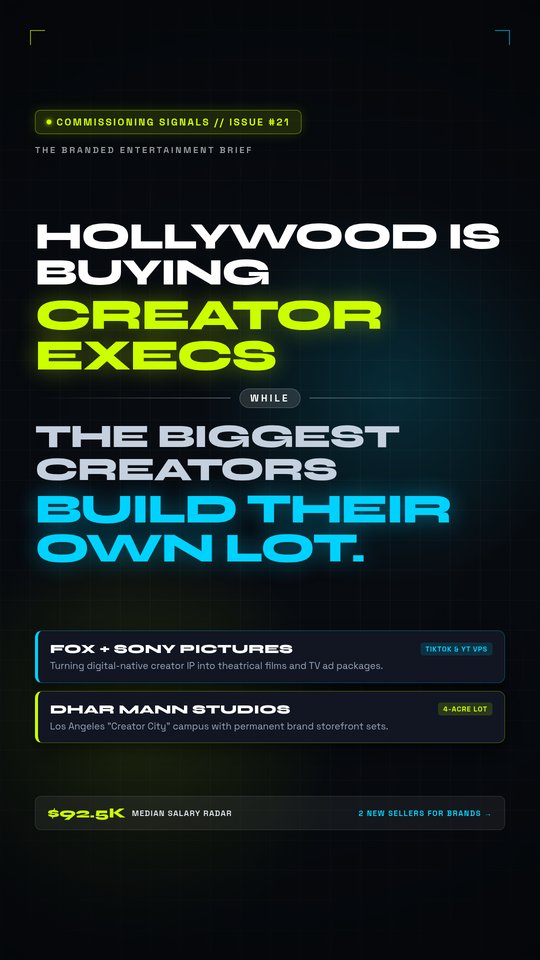 COMMISSIONING SIGNALS // ISSUE #21
THE BRANDED ENTERTAINMENT BRIEF
HOLLYWOOD IS
BUYING
CREATOR
EXECS
WHILE
THE BIGGEST
CREATORS
BUILD THEIR
OWN LOT.
FOX + SONY PICTURES
TIKTOK & YT VPS
Turning digital-native creator IP into theatrical films and TV ad packages.
DHAR MANN STUDIOS
4-ACRE LOT
Los Angeles "Creator City" campus with permanent brand storefront sets.
$92.5K MEDIAN SALARY RADAR
2 NEW SELLERS FOR BRANDS →